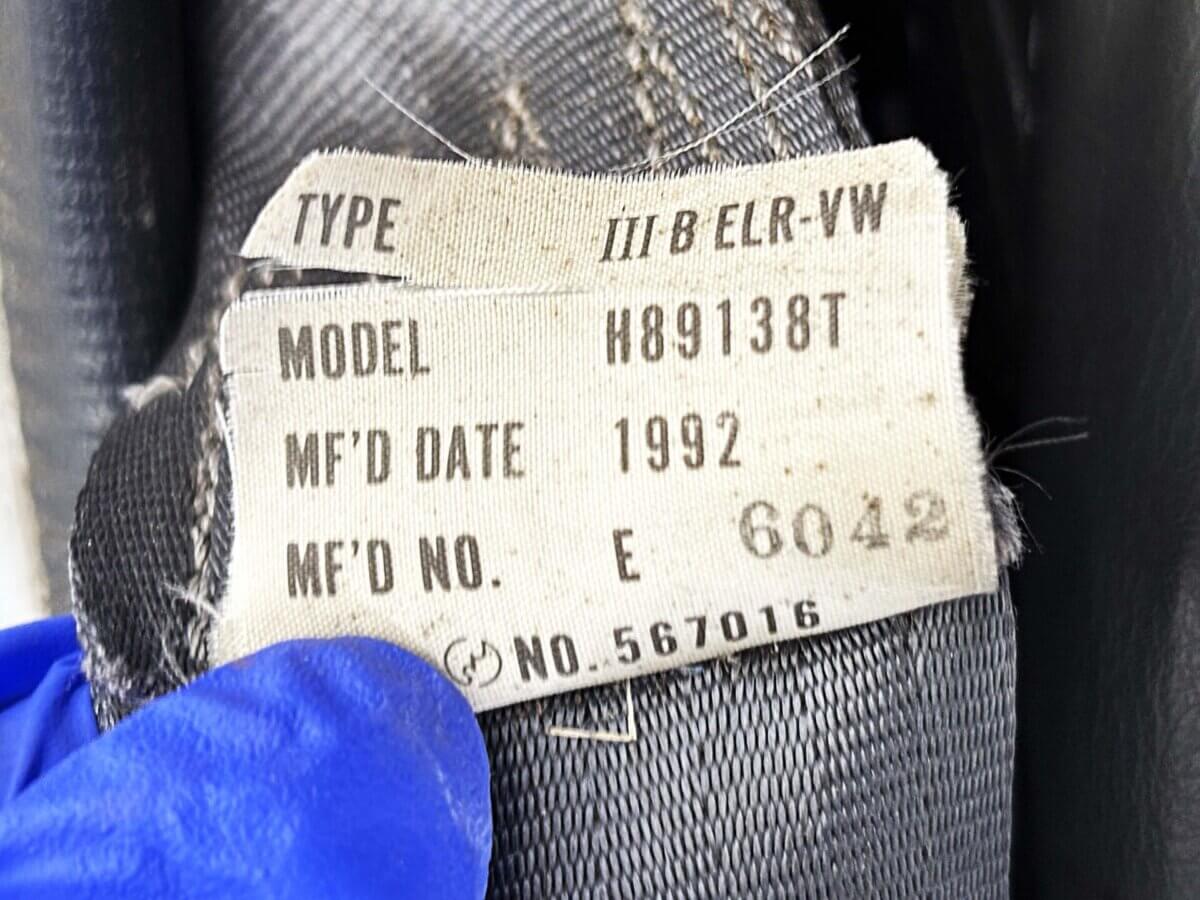 TYPE III B ELR-VW
MODEL H89138T
MF'D DATE 1992
MF'D NO. E 6042
NO. 567016